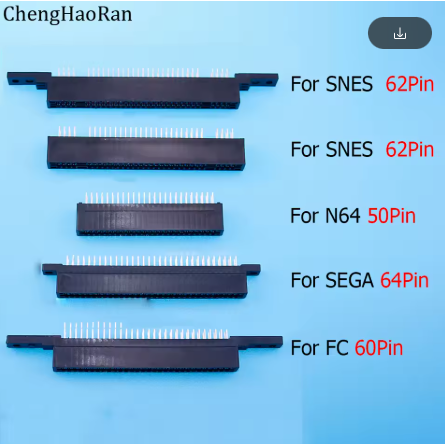 ChengHaoRan
For SNES 62Pin
For SNES 62Pin
For N64 50Pin
For SEGA 64Pin
For FC 60Pin